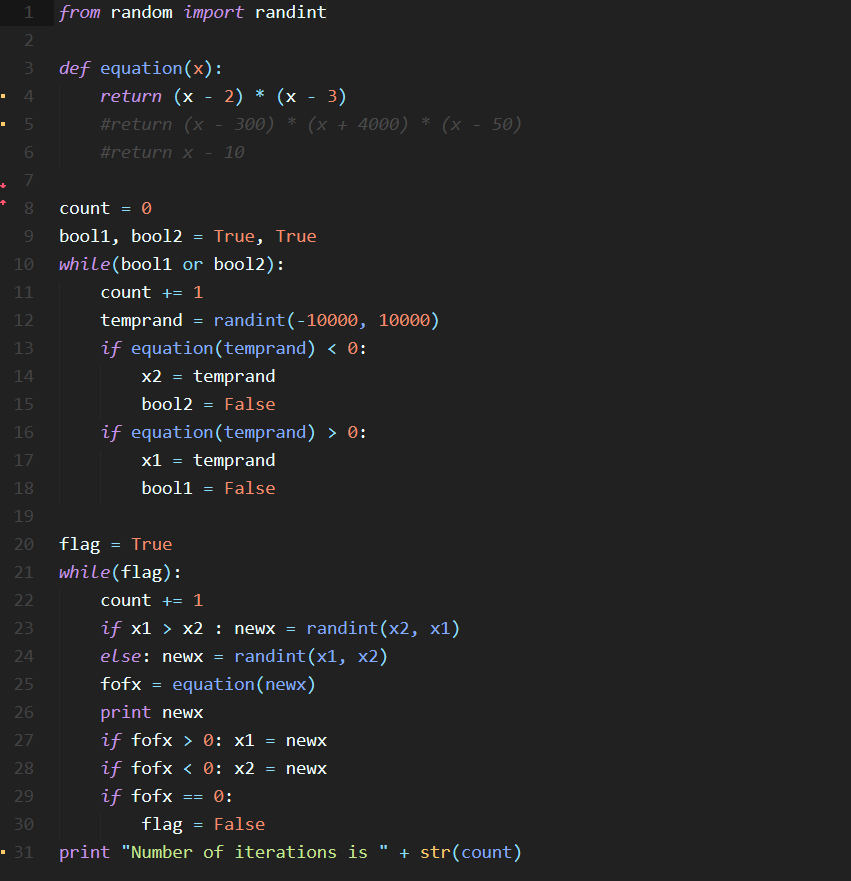 1 from random import randint
2
3 def equation(x):
4     return (x - 2) * (x - 3)
5     #return (x - 300) * (x + 4000) * (x - 50)
6     #return x - 10
7
8 count = 0
9 bool1, bool2 = True, True
10 while(bool1 or bool2):
11     count += 1
12     temprand = randint(-10000, 10000)
13     if equation(temprand) < 0:
14         x2 = temprand
15         bool2 = False
16     if equation(temprand) > 0:
17         x1 = temprand
18         bool1 = False
19
20 flag = True
21 while(flag):
22     count += 1
23     if x1 > x2 : newx = randint(x2, x1)
24     else: newx = randint(x1, x2)
25     fofx = equation(newx)
26     print newx
27     if fofx > 0: x1 = newx
28     if fofx < 0: x2 = newx
29     if fofx == 0:
30         flag = False
31 print "Number of iterations is " + str(count)